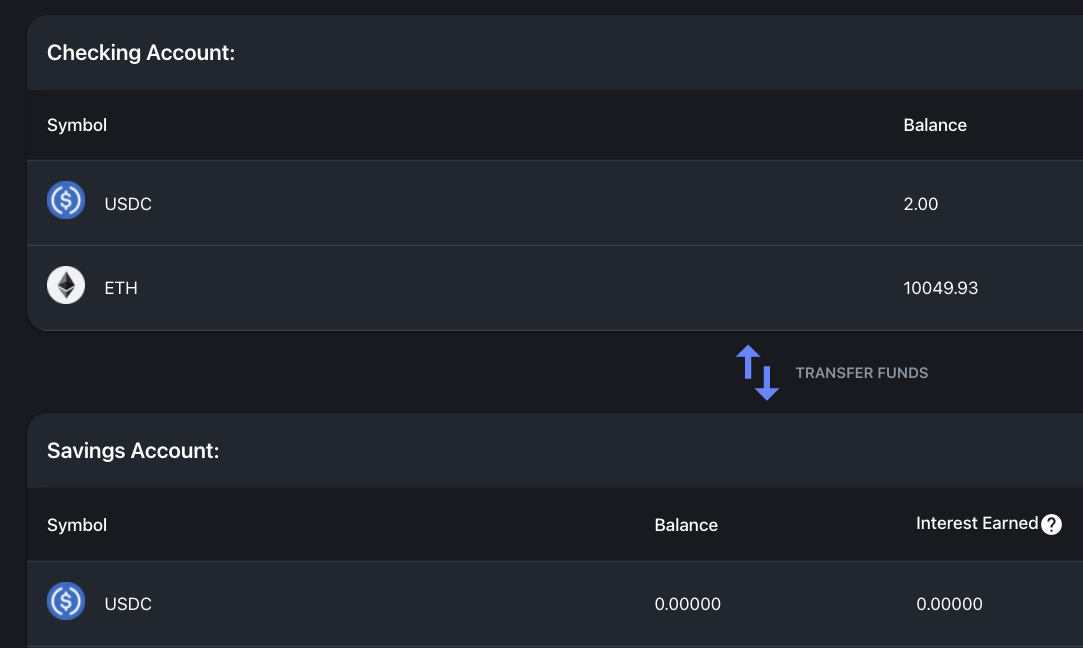 Checking Account:
Symbol Balance
USDC 2.00
ETH 10049.93
TRANSFER FUNDS
Savings Account:
Symbol Balance Interest Earned ?
USDC 0.00000 0.00000